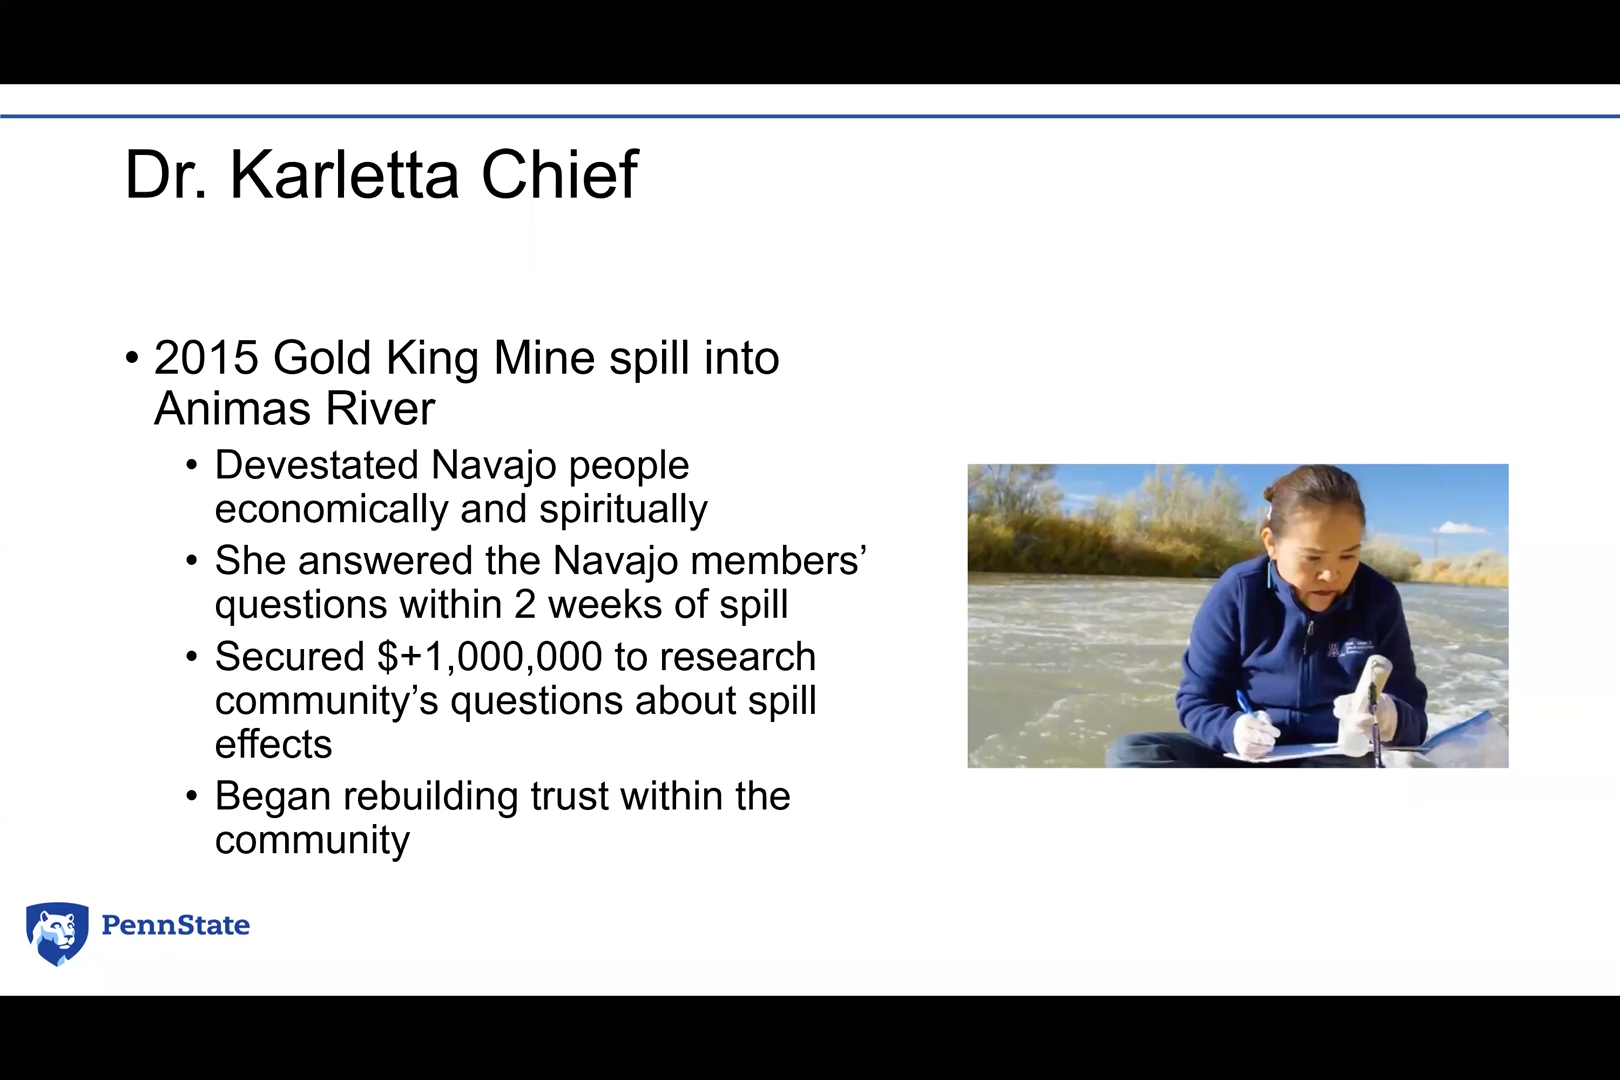 Dr. Karletta Chief
• 2015 Gold King Mine spill into
Animas River
• Devestated Navajo people
economically and spiritually
• She answered the Navajo members’
questions within 2 weeks of spill
• Secured $+1,000,000 to research
community’s questions about spill
effects
• Began rebuilding trust within the
community
PennState